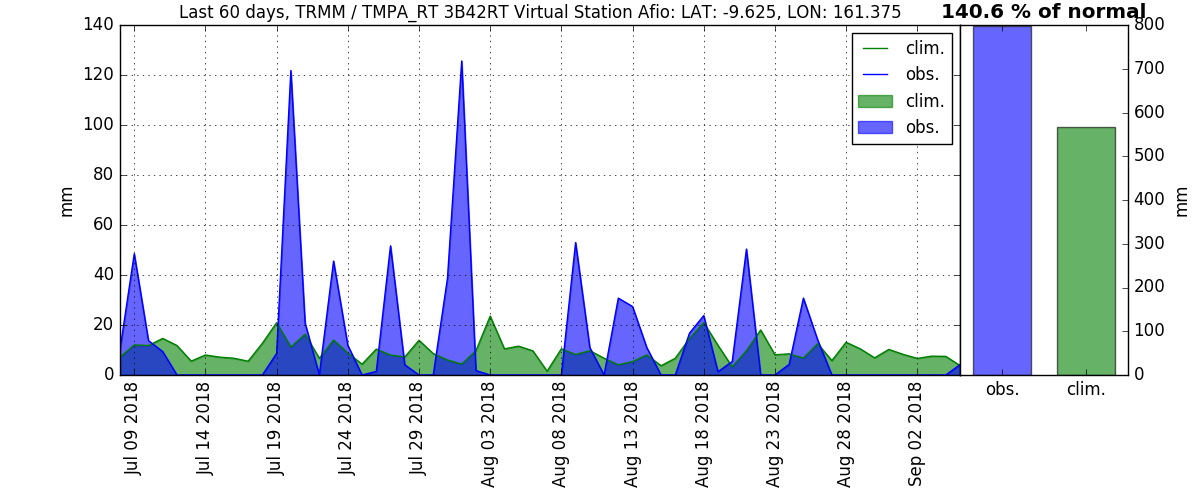 Last 60 days, TRMM / TMPA_RT 3B42RT Virtual Station Afio: LAT: -9.625, LON: 161.375
140.6 % of normal
mm
140
120
100
80
60
40
20
0
clim.
obs.
clim.
obs.
800
700
600
500
400
300
200
100
0
mm
obs.
clim.
Jul 09 2018
Jul 14 2018
Jul 19 2018
Jul 24 2018
Jul 29 2018
Aug 03 2018
Aug 08 2018
Aug 13 2018
Aug 18 2018
Aug 23 2018
Aug 28 2018
Sep 02 2018